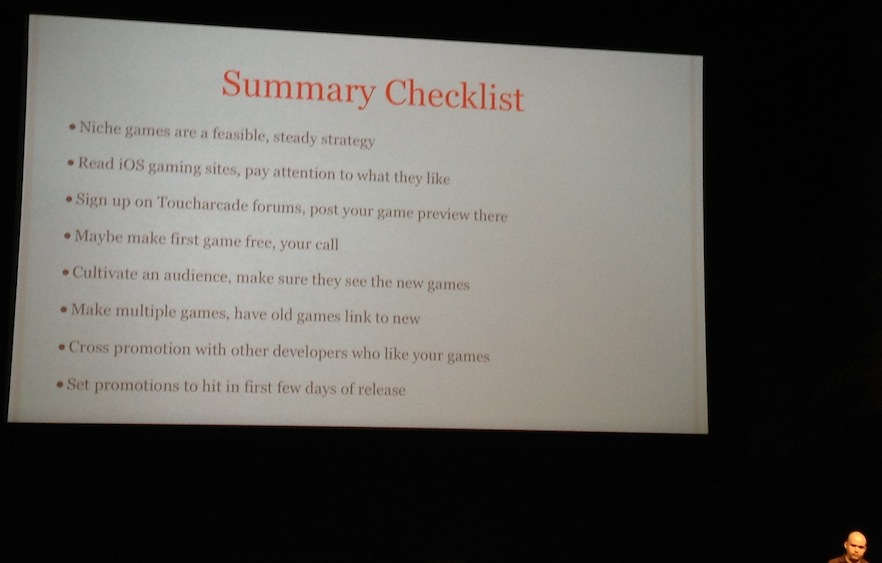 Summary Checklist
• Niche games are a feasible, steady strategy
• Read iOS gaming sites, pay attention to what they like
• Sign up on Toucharcade forums, post your game preview there
• Maybe make first game free, your call
• Cultivate an audience, make sure they see the new games
• Make multiple games, have old games link to new
• Cross promotion with other developers who like your games
• Set promotions to hit in first few days of release